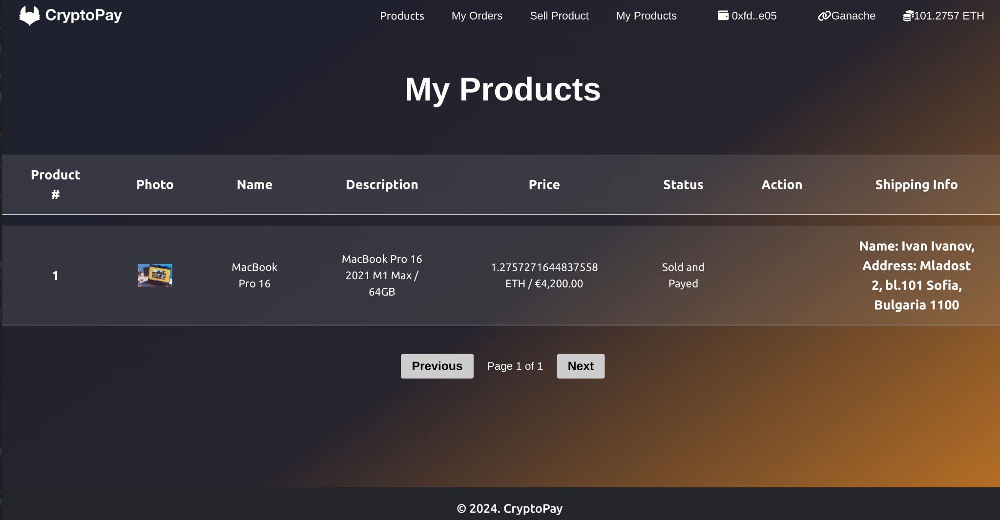 CryptoPay
Products
My Orders
Sell Product
My Products
0xfd..e05
Ganache
101.2757 ETH
My Products
Product
#
Photo
Name
Description
Price
Status
Action
Shipping Info
1
MacBook
Pro 16
MacBook Pro 16
2021 M1 Max /
64GB
1.2757271644837558
ETH / €4,200.00
Sold and
Payed
Name: Ivan Ivanov,
Address: Mladost
2, bl.101 Sofia,
Bulgaria 1100
Previous
Page 1 of 1
Next
© 2024. CryptoPay